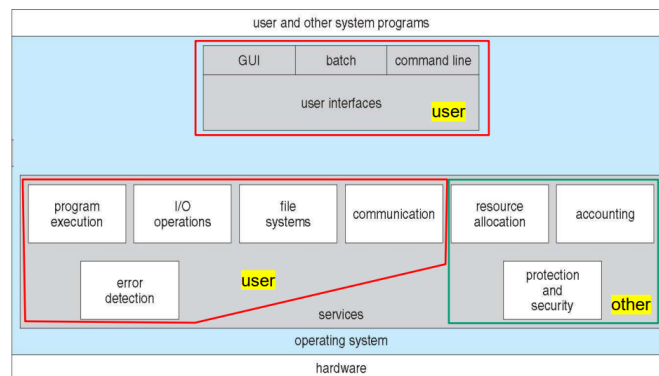 user and other system programs
GUI batch command line
user interfaces
user
program execution
I/O operations
file systems
communication
resource allocation
accounting
error detection
user
protection and security
other
services
operating system
hardware